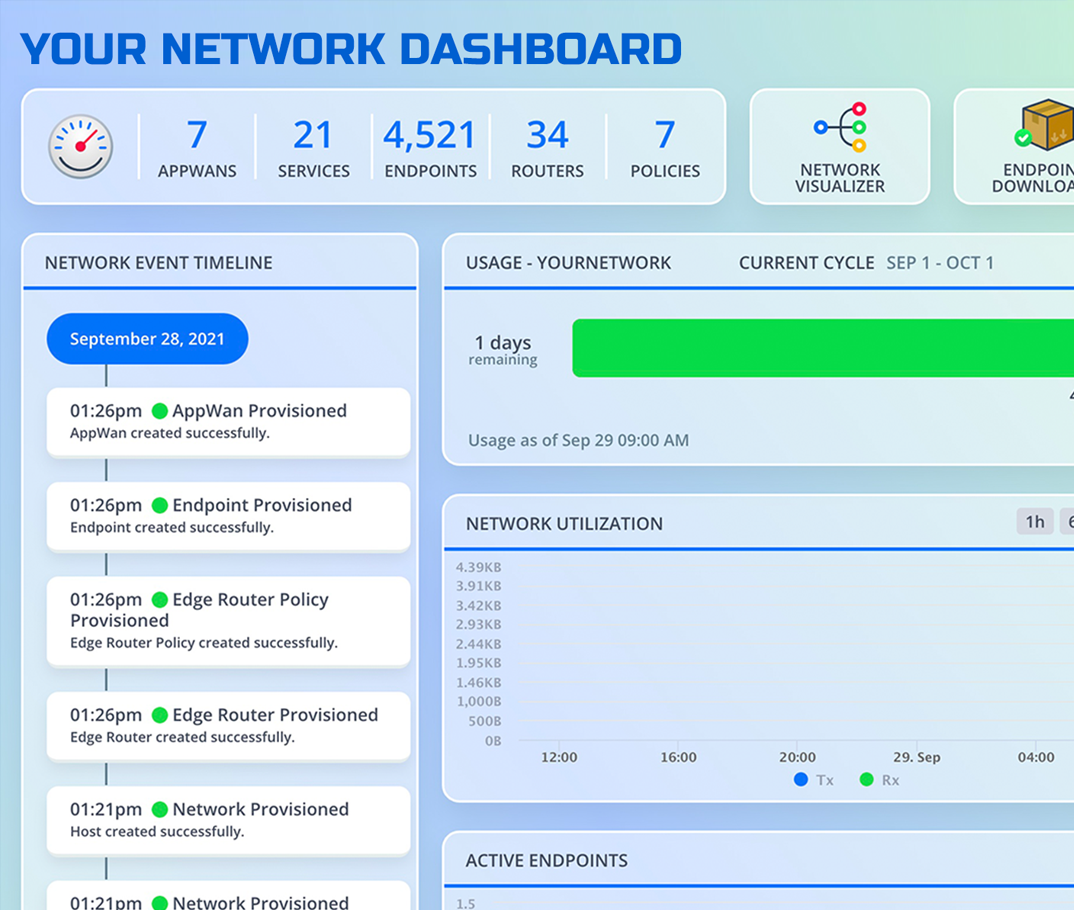 YOUR NETWORK DASHBOARD
7
APPWANS
21
SERVICES
4,521
ENDPOINTS
34
ROUTERS
7
POLICIES
NETWORK
VISUALIZER
NETWORK EVENT TIMELINE
September 28, 2021
01:26pm AppWan Provisioned
AppWan created successfully.
01:26pm Endpoint Provisioned
Endpoint created successfully.
01:26pm Edge Router Policy
Provisioned
Edge Router Policy created successfully.
01:26pm Edge Router Provisioned
Edge Router created successfully.
01:21pm Network Provisioned
Host created successfully.
01:21pm Network Provisioned
USAGE - YOURNETWORK CURRENT CYCLE SEP 1 - OCT 1
1 days
remaining
Usage as of Sep 29 09:00 AM
NETWORK UTILIZATION 1h
4.39KB
3.91KB
3.42KB
2.93KB
2.44KB
1.95KB
1.46KB
1,000B
500B
0B
12:00 16:00 20:00 29. Sep 04:00
Tx Rx
ACTIVE ENDPOINTS
1.5